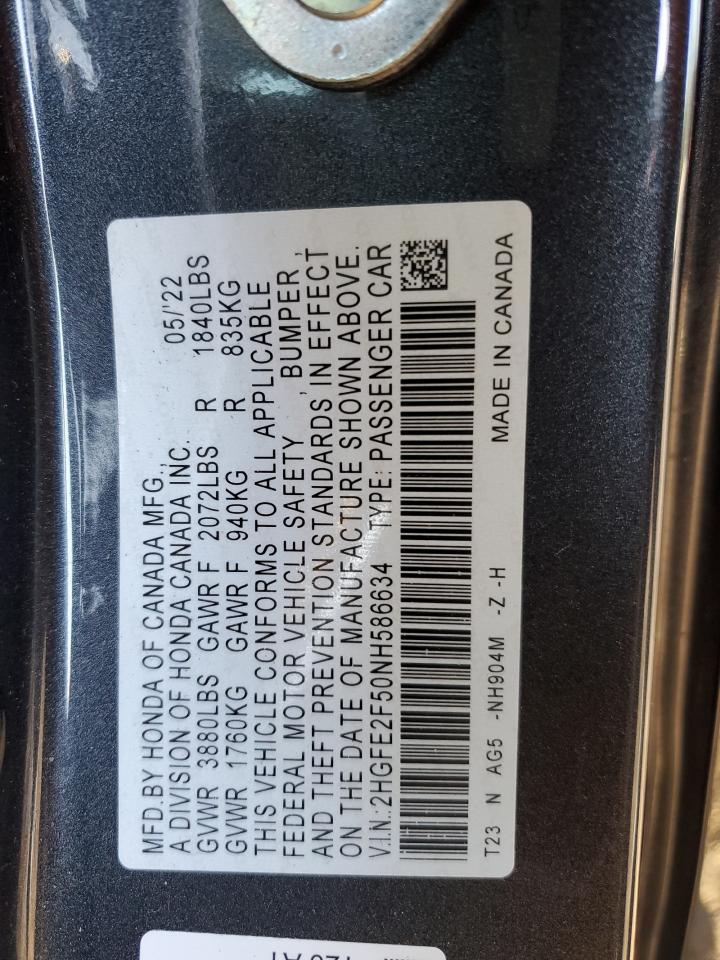 MFD.BY HONDA OF CANADA MFG.,
A DIVISION OF HONDA CANADA INC. 05/'22
GVWR 3880LBS GAWR F 2072LBS R 1840LBS
GVWR 1760KG GAWR F 940KG R 835KG
THIS VEHICLE CONFORMS TO ALL APPLICABLE
FEDERAL MOTOR VEHICLE SAFETY , BUMPER ,
AND THEFT PREVENTION STANDARDS IN EFFECT
ON THE DATE OF MANUFACTURE SHOWN ABOVE.
V.I.N.:2HGFE2F50NH586634 TYPE: PASSENGER CAR
T23 N AG5 -NH904M -Z -H MADE IN CANADA